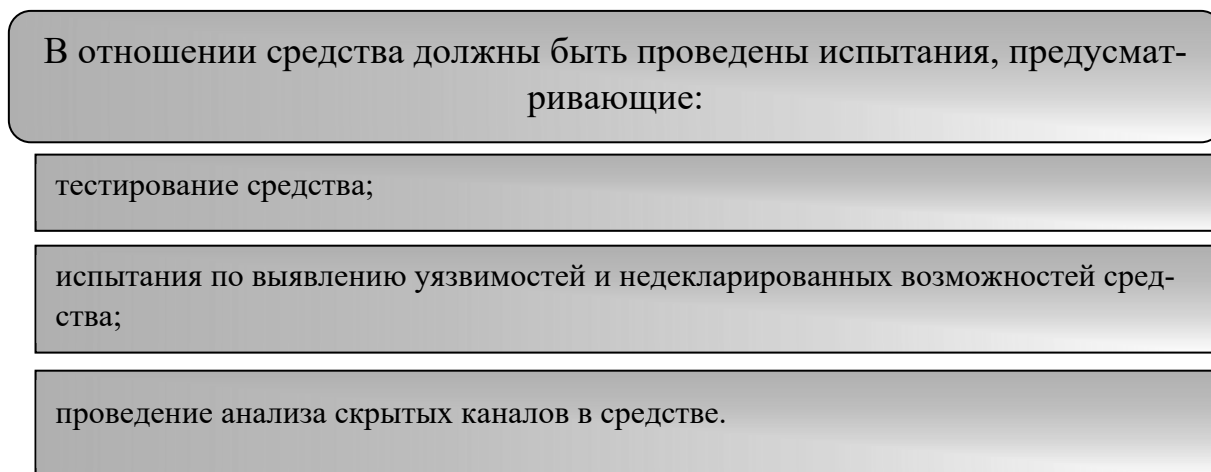 В отношении средства должны быть проведены испытания, предусмат-
ривающие:
тестирование средства;
испытания по выявлению уязвимостей и недекларированных возможностей сред-
ства;
проведение анализа скрытых каналов в средстве.